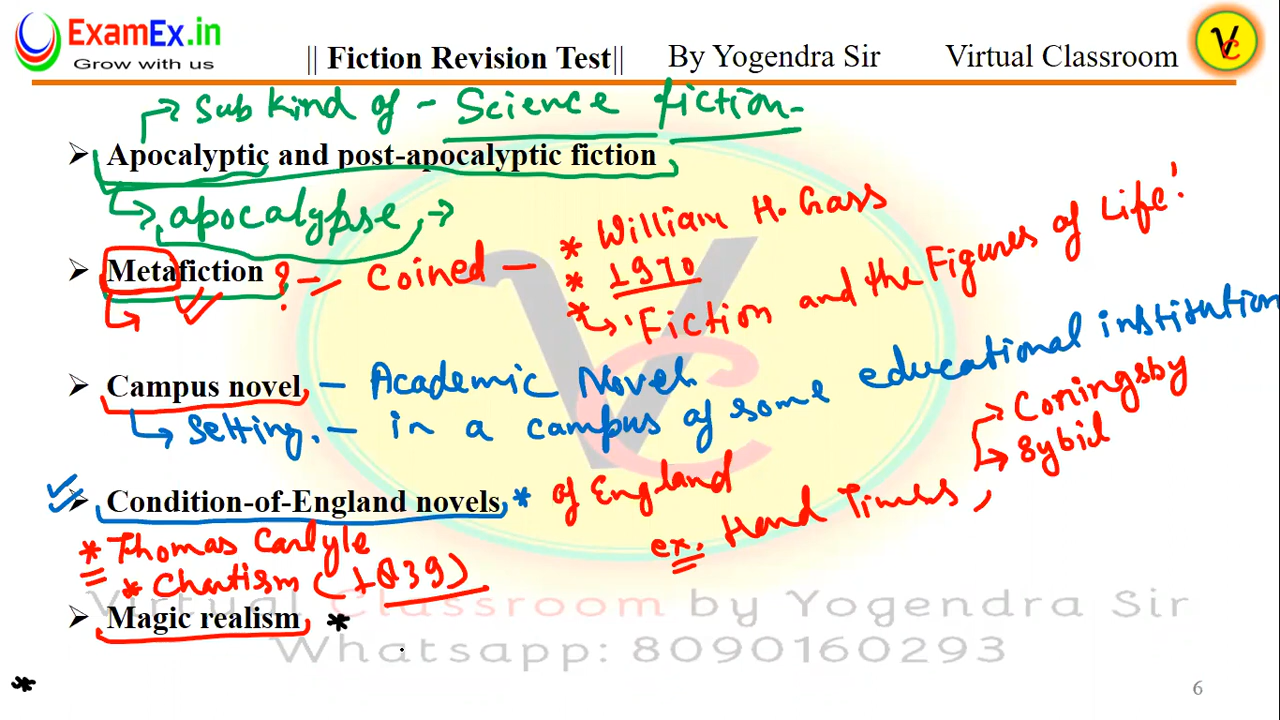 ExamEx.in
Grow with us
|| Fiction Revision Test|| By Yogendra Sir Virtual Classroom
VC
Sub kind of - Science fiction-
Apocalyptic and post-apocalyptic fiction
apocalypse
* William H. Gass
Metafiction ? - Coined - * 1970
* 'Fiction and the Figures of Life'
Campus novel - Academic Novel
Setting. - in a campus of some educational institution
Coningsby
Sybil
Condition-of-England novels * of England
ex. Hard Times,
* Thomas Carlyle
* Chartism (1839)
Virtual Classroom by Yogendra Sir
Magic realism *
Whatsapp: 8090160293
*
6